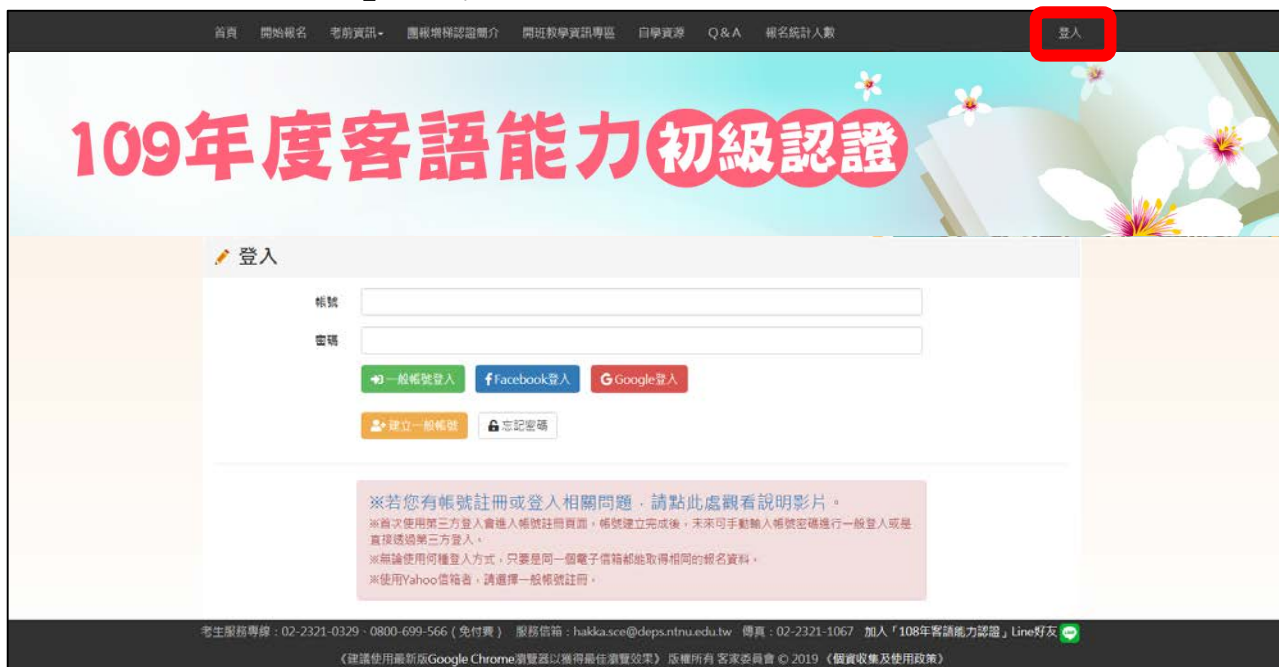 首頁 開始報名 考前資訊 團報增梯認證簡介 開班教學資訊專區 自學資源 Q&A 報名統計人數 登入
109年度客語能力初級認證
登入
帳號
密碼
一般帳號登入 Facebook登入 Google登入
建立一般帳號 忘記密碼
※若您有帳號註冊或登入相關問題，請點此處觀看說明影片。
※首次使用第三方登入會進入帳號註冊頁面，帳號建立完成後，未來可手動輸入帳號密碼進行一般登入或是
直接透過第三方登入。
※無論使用何種登入方式，只要是同一個電子信箱都能取得相同的報名資料。
※使用Yahoo信箱者，請選擇一般帳號註冊。
考生服務專線：02-2321-0329、0800-699-566（免付費） 服務信箱：hakka.sce@deps.ntnu.edu.tw 傳真：02-2321-1067 加入「108年客語能力認證」Line好友
《建議使用最新版Google Chrome瀏覽器以獲得最佳瀏覽效果》 版權所有 客家委員會 © 2019 《個資收集及使用政策》